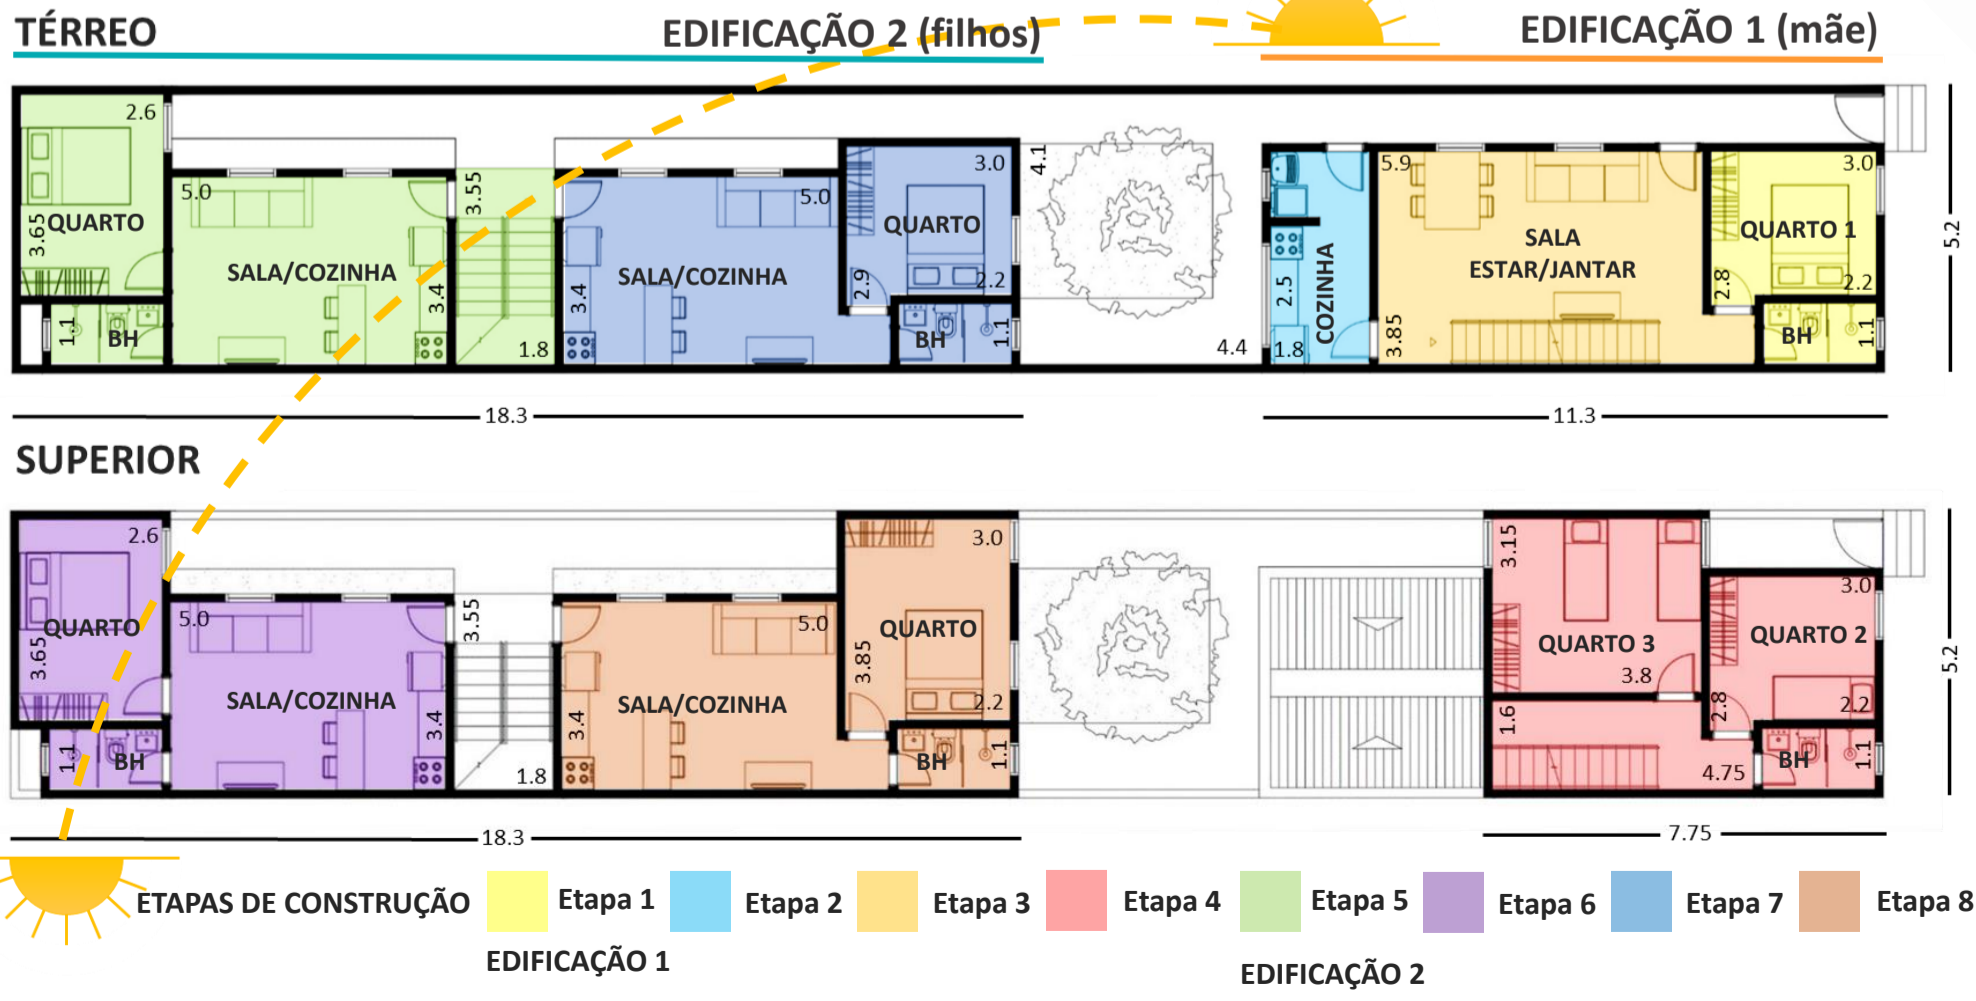 TÉRREO
EDIFICAÇÃO 2 (filhos)
EDIFICAÇÃO 1 (mãe)
2.6
QUARTO
3.65
1.1
BH
5.0
SALA/COZINHA
3.4
3.55
1.8
5.0
SALA/COZINHA
3.4
3.0
QUARTO
2.9
2.2
BH
1.1
4.1
4.4
COZINHA
2.5
1.8
5.9
SALA
ESTAR/JANTAR
3.85
3.0
QUARTO 1
2.8
2.2
BH
1.1
5.2
18.3
11.3
SUPERIOR
2.6
QUARTO
3.65
1.1
BH
5.0
SALA/COZINHA
3.4
3.55
1.8
5.0
SALA/COZINHA
3.4
3.0
QUARTO
3.85
2.2
BH
1.1
3.15
QUARTO 3
3.8
1.6
4.75
3.0
QUARTO 2
2.8
2.2
BH
1.1
5.2
18.3
7.75
ETAPAS DE CONSTRUÇÃO
Etapa 1
Etapa 2
Etapa 3
Etapa 4
Etapa 5
Etapa 6
Etapa 7
Etapa 8
EDIFICAÇÃO 1
EDIFICAÇÃO 2